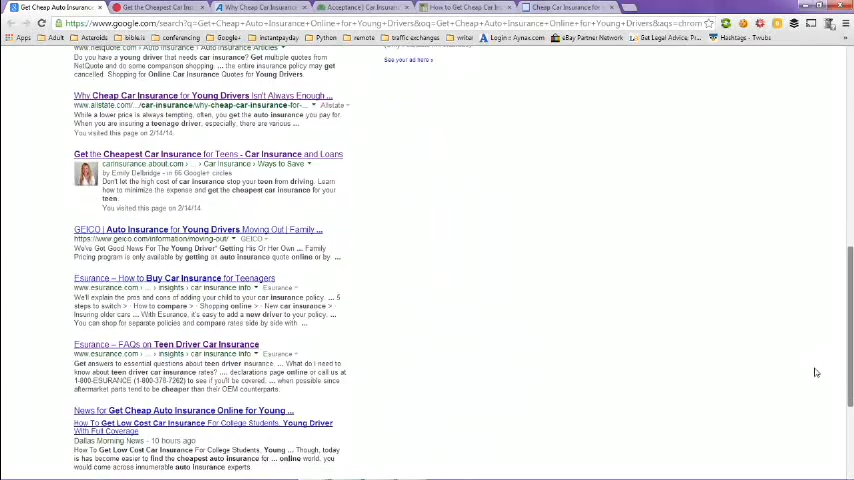 Get Cheap Auto Insurance
Get the Cheapest Car Ins
Why Cheap Car Insurance
Acceptance | Car Insuran
How to Get Cheap Car Ins
Cheap Insurance for
https://www.google.com/search?q=Get+Cheap+Auto+Insurance+Online+for+Young+Drivers&oq=Get+Cheap+Auto+Insurance+Online+for+Young+Drivers&aqs=chrom
Apps Adult Asteroids bible.is conferencing Google+ instantpayday Python remote traffic exchanges writer Login :: Aynax.com eBay Partner Network Get Legal Advice, Pro... Hashtags - Twubs
www.netquote.com › Auto Insurance › Auto Insurance Articles
Do you have a young driver that needs car insurance? Get multiple quotes from
NetQuote and do some comparison shopping. ... the entire insurance policy may get
cancelled. Shopping for Online Car Insurance Quotes for Young Drivers.
See your ad here »
Why Cheap Car Insurance for Young Drivers Isn't Always Enough ...
www.allstate.com/.../car-insurance/why-cheap-car-insurance-for-... Allstate
While a lower price is always tempting, often, you get the auto insurance you pay for.
When you are insuring a teenage driver, especially, there are various ...
You visited this page on 2/14/14.
Get the Cheapest Car Insurance for Teens - Car Insurance and Loans
carinsurance.about.com › ... › Car Insurance › Ways to Save
by Emily Delbridge - in 56 Google+ circles
Don't let the high cost of car insurance stop your teen from driving. Learn
how to minimize the expense and get the cheapest car insurance for your
teen.
You visited this page on 2/14/14.
GEICO | Auto Insurance for Young Drivers Moving Out | Family ...
https://www.geico.com/information/moving-out/ GEICO
We've Got Good News For The Young Driver* Getting His Or Her Own ... Family
Pricing program is only available by getting an auto insurance quote online or by ...
Esurance – How to Buy Car Insurance for Teenagers
www.esurance.com › ... › insights › car insurance info Esurance
We'll explain the pros and cons of adding your child to your car insurance policy. ... 5
steps to switch > · How to compare > · Shopping online > · New car insurance > ·
Insuring older cars .... With Esurance, it's easy to add a new driver to your policy.
You can shop for separate policies and compare rates side by side with ...
Esurance – FAQs on Teen Driver Car Insurance
www.esurance.com › ... › insights › car insurance info Esurance
Get answers to essential questions about teen driver insurance. ... What do I need to
know about teen driver car insurance rates? .... declarations page online or call us at
1-800-ESURANCE (1-800-378-7262) to see if you'll be covered. ... when possible since
aftermarket parts tend to be cheaper than their OEM counterparts.
News for Get Cheap Auto Insurance Online for Young ...
How To Get Low Cost Car Insurance For College Students, Young Driver
With Full Coverage
Dallas Morning News - 10 hours ago
How To Get Low Cost Car Insurance For College Students, Young ... Though, today
it has become easier to find the cheapest auto insurance for ... online world, you
would come across innumerable auto insurance experts.